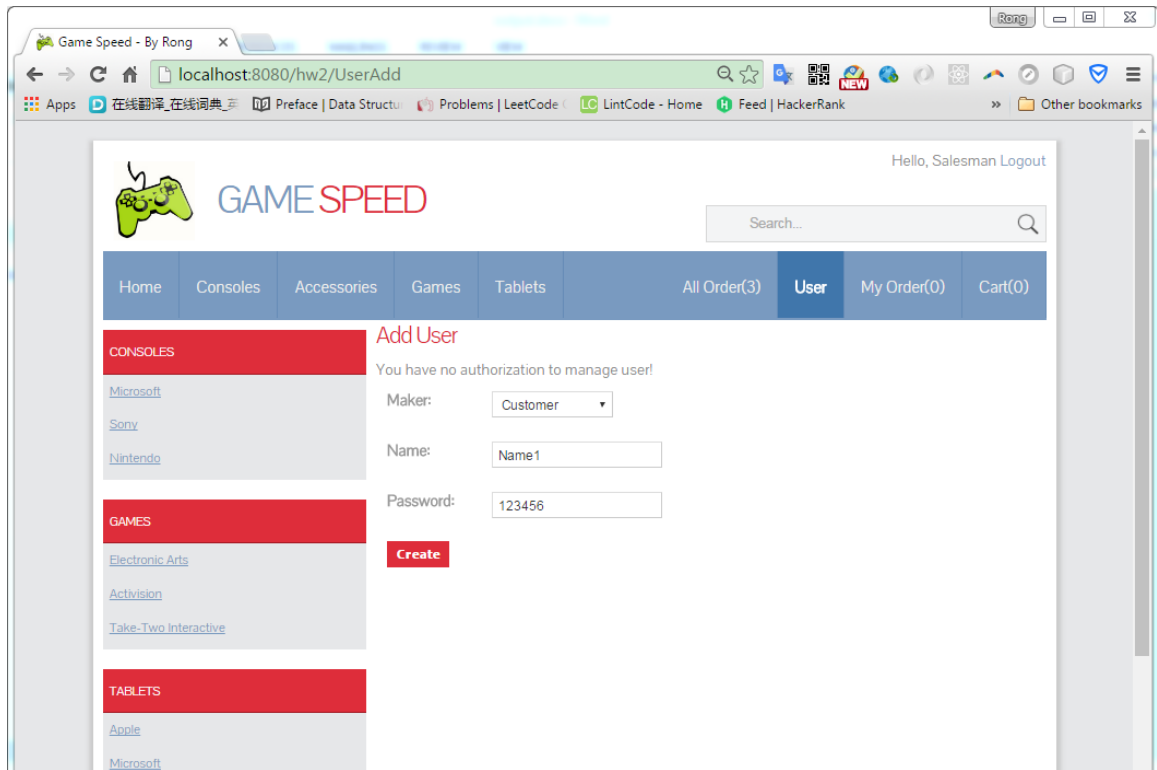 Rong
Game Speed - By Rong
localhost:8080/hw2/UserAdd
NEW
Apps
在线翻译_在线词典_
Preface | Data Structu
Problems | LeetCode
LC LintCode - Home
Feed | HackerRank
»
Other bookmarks
Hello, Salesman Logout
GAME SPEED
Search...
Home Consoles Accessories Games Tablets All Order(3) User My Order(0) Cart(0)
CONSOLES
Microsoft
Sony
Nintendo
GAMES
Electronic Arts
Activision
Take-Two Interactive
TABLETS
Apple
Microsoft
Add User
You have no authorization to manage user!
Maker: Customer
Name: Name1
Password: 123456
Create